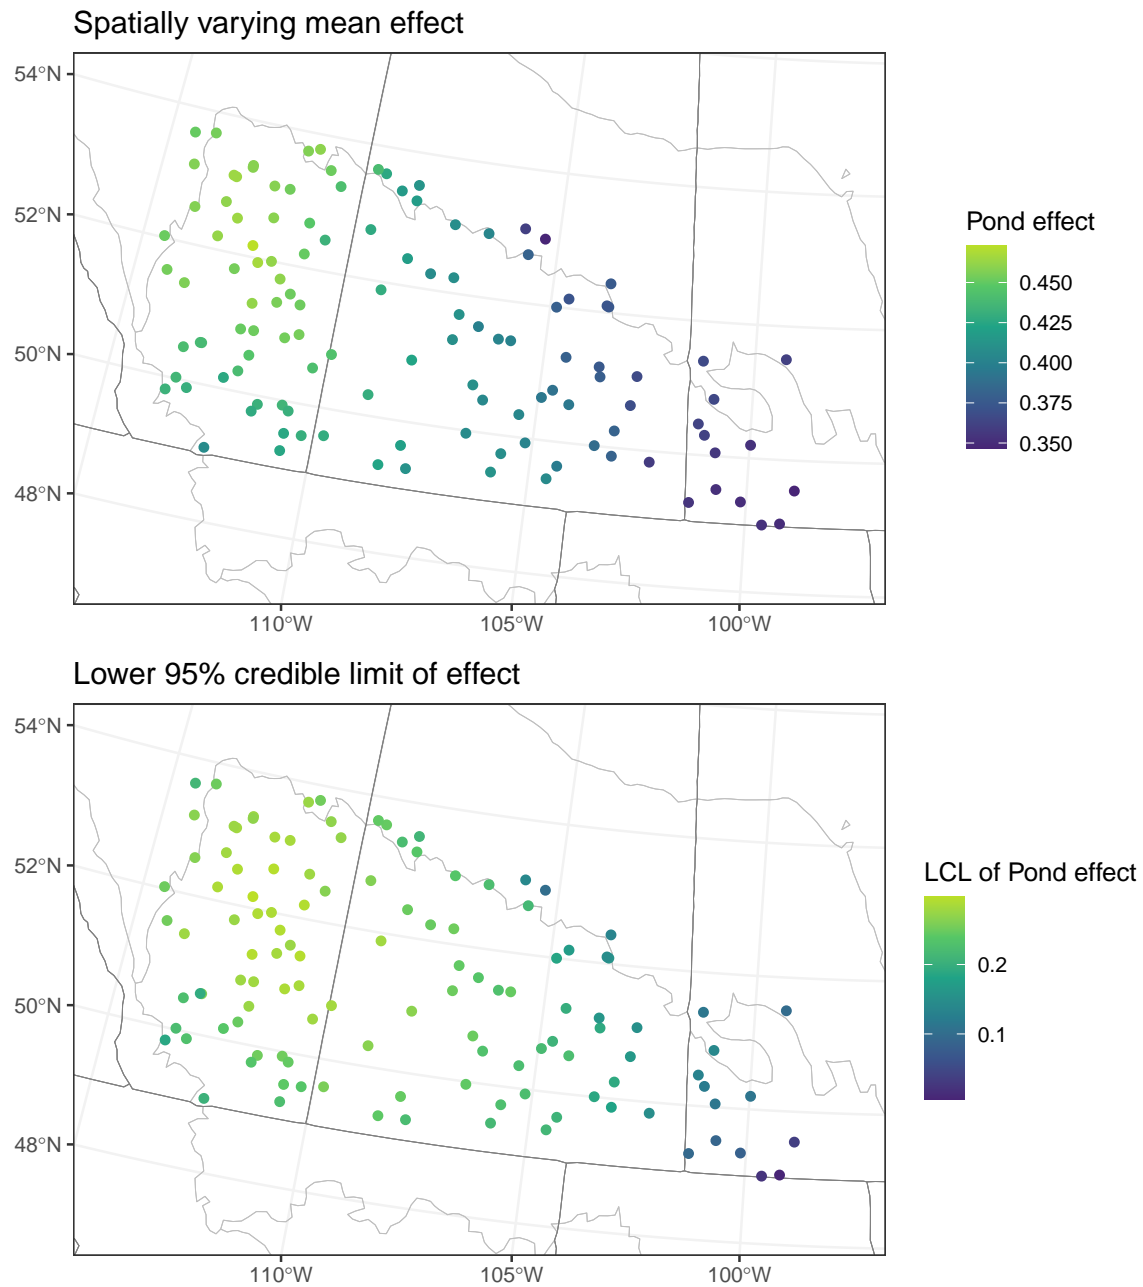 Spatially varying mean effect
54°N
52°N
50°N
48°N
110°W
105°W
100°W
Pond effect
0.450
0.425
0.400
0.375
0.350
Lower 95% credible limit of effect
54°N
52°N
50°N
48°N
110°W
105°W
100°W
LCL of Pond effect
0.2
0.1